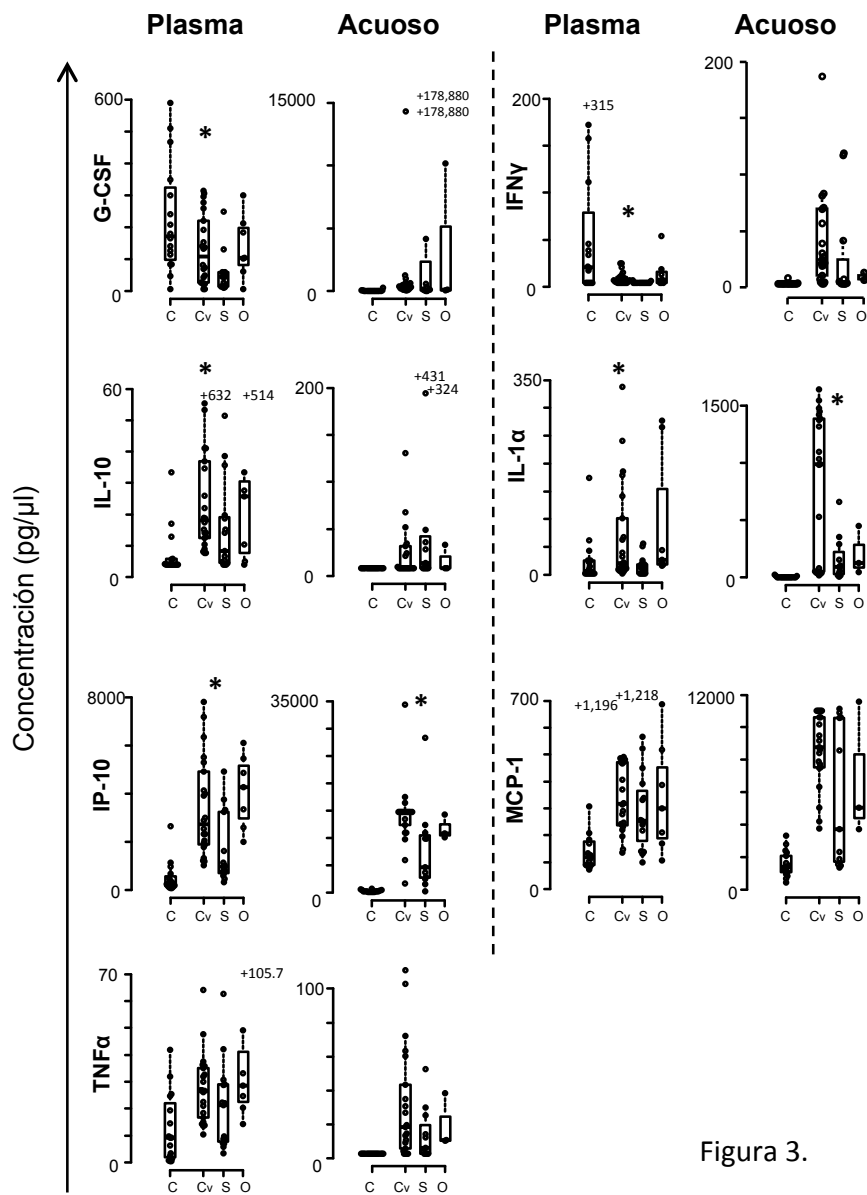 Plasma Acuoso Plasma Acuoso
Concentración (pg/µl)
G-CSF
600
0
*
C Cv S O
15000
0
+178,880
+178,880
C Cv S O
IFNγ
200
0
+315
*
C Cv S O
200
0
C Cv S O
IL-10
60
0
*
+632 +514
C Cv S O
200
0
+431
+324
C Cv S O
IL-1α
350
0
*
C Cv S O
1500
0
*
C Cv S O
IP-10
8000
0
*
C Cv S O
35000
0
*
C Cv S O
MCP-1
700
0
+1,196 +1,218
C Cv S O
12000
0
C Cv S O
TNFα
70
0
+105.7
C Cv S O
100
0
C Cv S O
Figura 3.